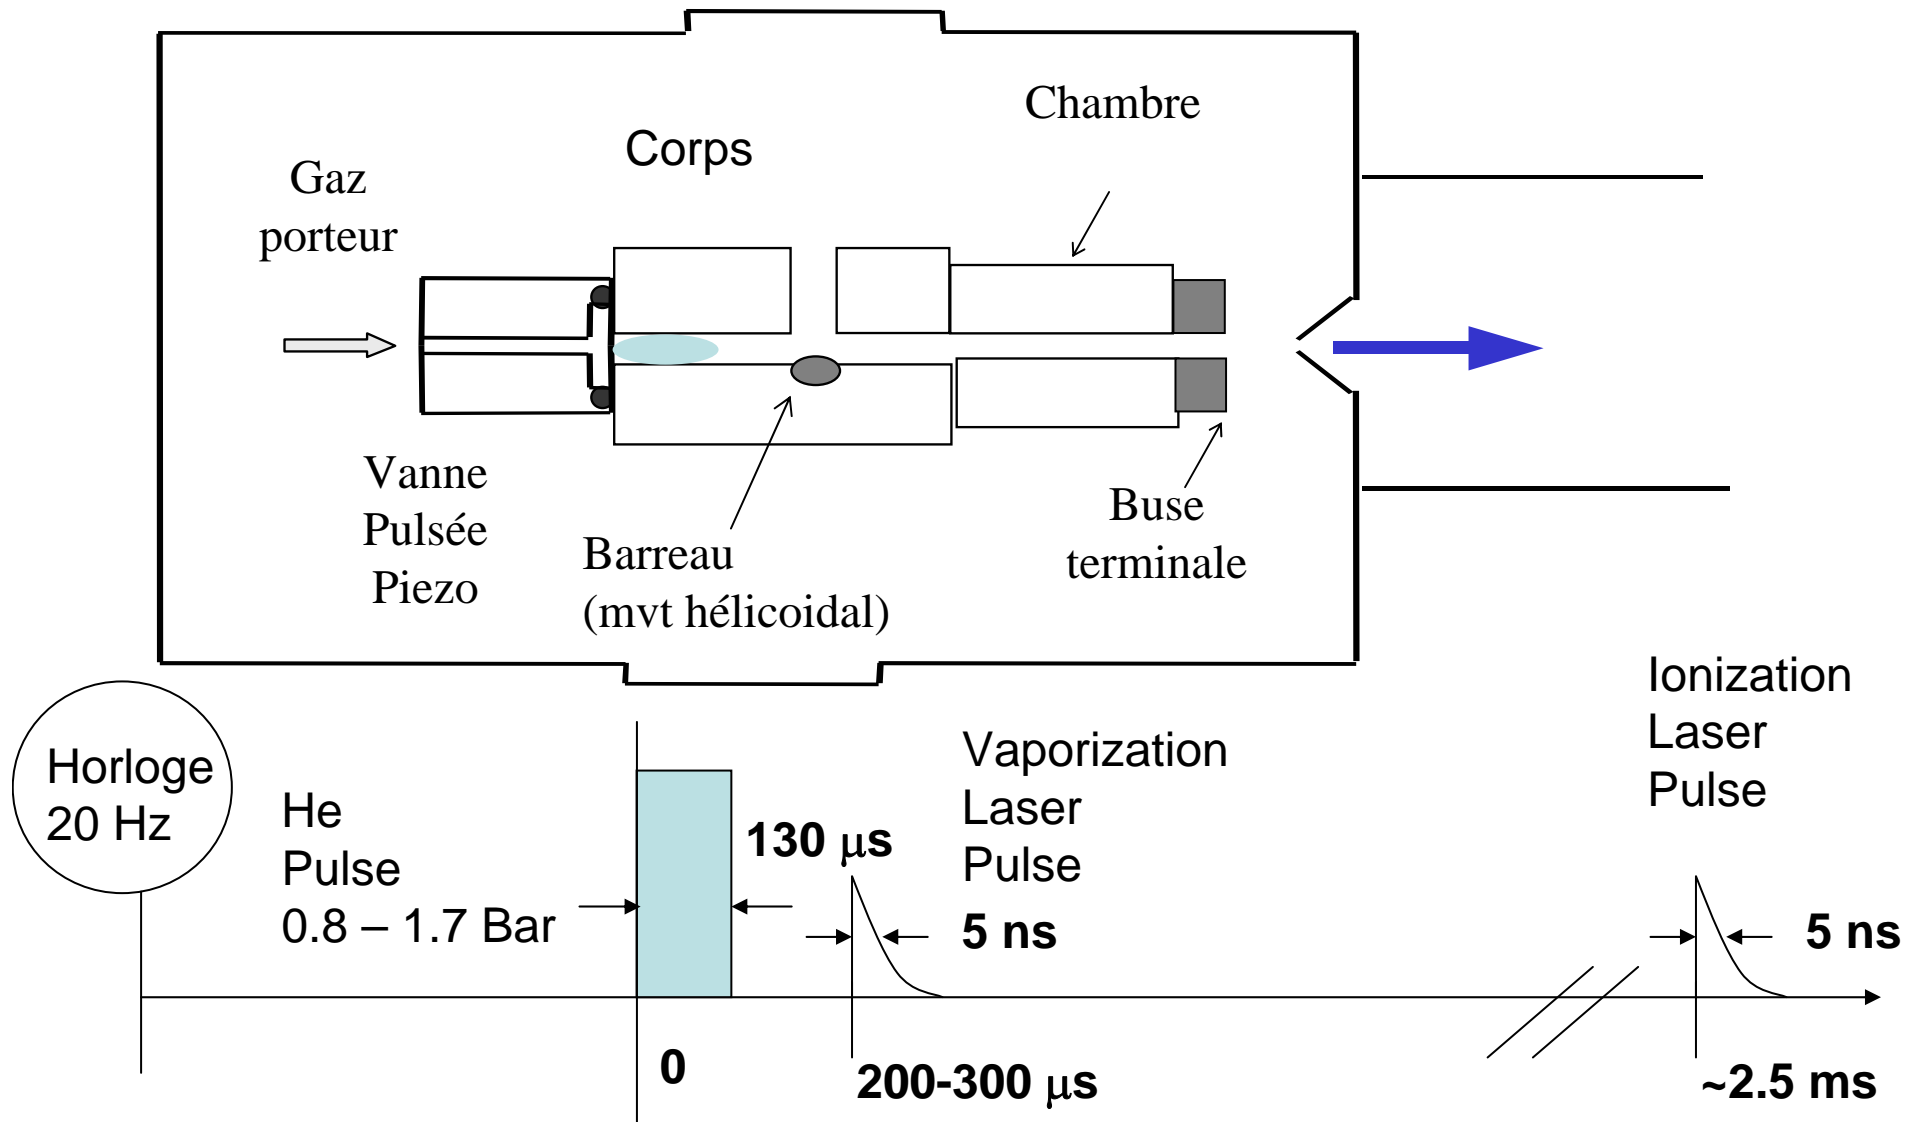 Chambre
Corps
Gaz
porteur
Vanne
Pulsée
Piezo
Barreau
(mvt hélicoidal)
Buse
terminale
Horloge
20 Hz
He
Pulse
0.8 – 1.7 Bar
130 μs
Vaporization
Laser
Pulse
5 ns
Ionization
Laser
Pulse
5 ns
0
200-300 μs
~2.5 ms